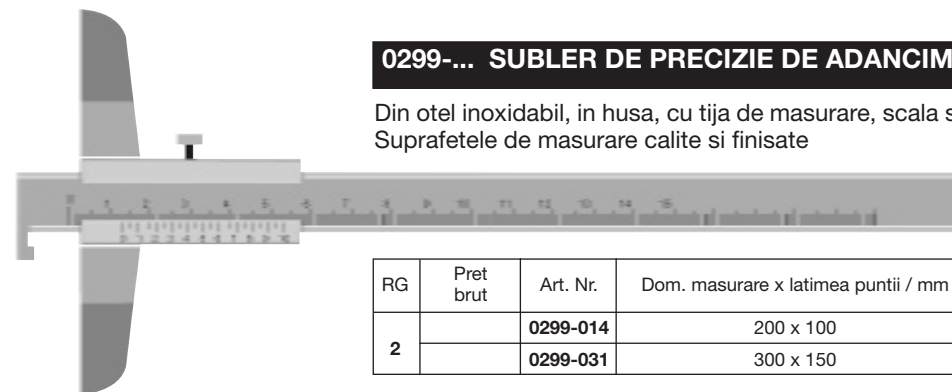 0299-... SUBLER DE PRECIZIE DE ADANCIM
Din otel inoxidabil, in husa, cu tija de masurare, scala s
Suprafetele de masurare calite si finisate
RG
Pret
brut
Art. Nr.
Dom. masurare x latimea puntii / mm
2
0299-014
200 x 100
0299-031
300 x 150